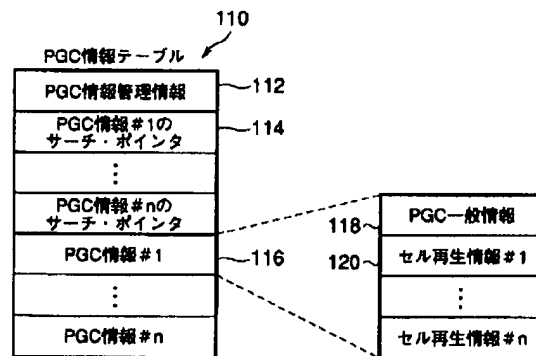 110
PGC情報テーブル
PGC情報管理情報
112
PGC情報#1の
サーチ・ポインタ
114
⋮
PGC情報#nの
サーチ・ポインタ
PGC情報#1
116
⋮
PGC情報#n
PGC一般情報
118
セル再生情報#1
120
⋮
セル再生情報#n